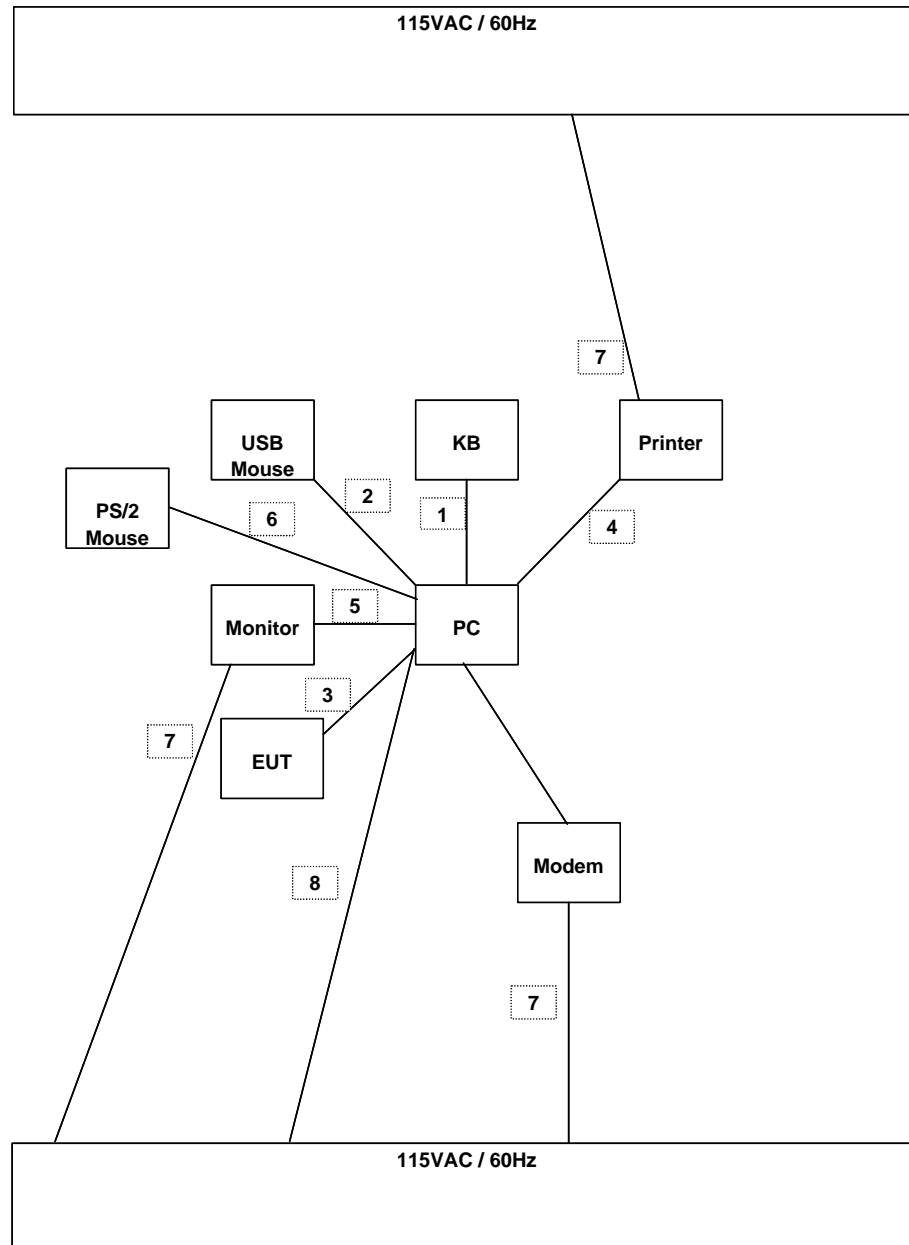 115VAC / 60Hz
7
USB
Mouse
KB
Printer
PS/2
Mouse
2
1
4
6
Monitor
5
PC
3
7
EUT
8
Modem
7
115VAC / 60Hz